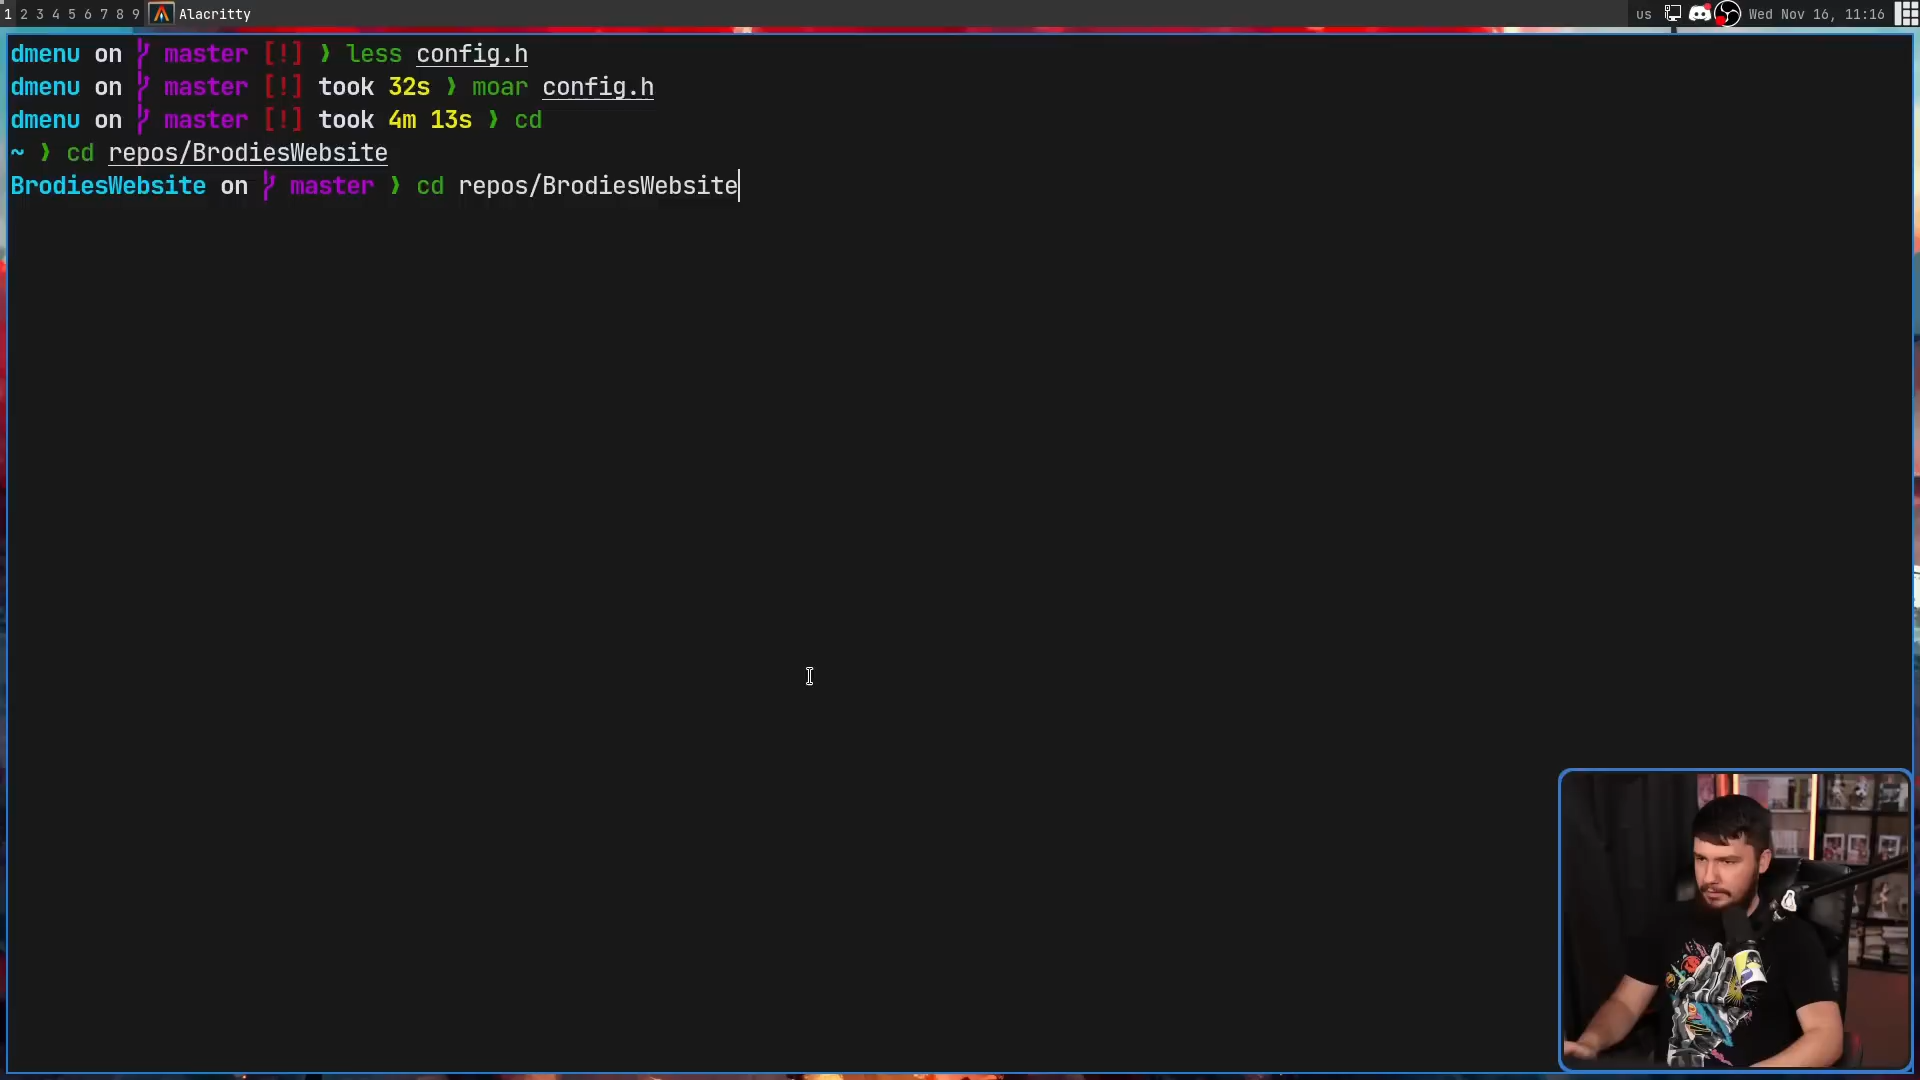 1 2 3 4 5 6 7 8 9 Alacritty us Wed Nov 16, 11:16
dmenu on master [!] ❯ less config.h
dmenu on master [!] took 32s ❯ moar config.h
dmenu on master [!] took 4m 13s ❯ cd
~ ❯ cd repos/BrodiesWebsite
BrodiesWebsite on master ❯ cd repos/BrodiesWebsite